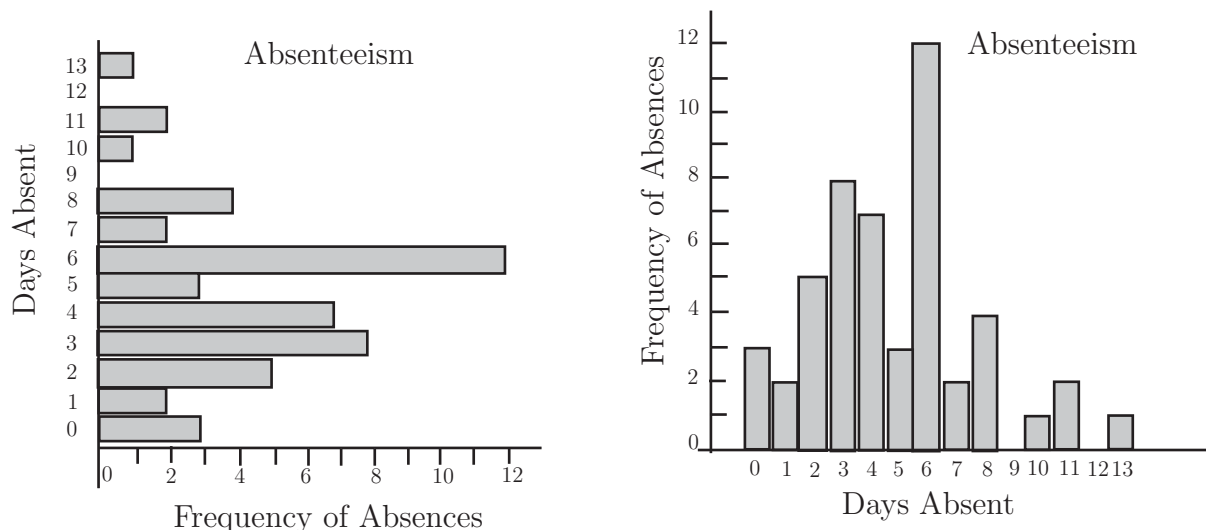 Absenteeism
13
12
11
10
9
8
7
6
5
4
3
2
1
0
Days Absent
0 2 4 6 8 10 12
Frequency of Absences
Absenteeism
12
10
8
6
4
2
0
Frequency of Absences
0 1 2 3 4 5 6 7 8 9 10 11 12 13
Days Absent